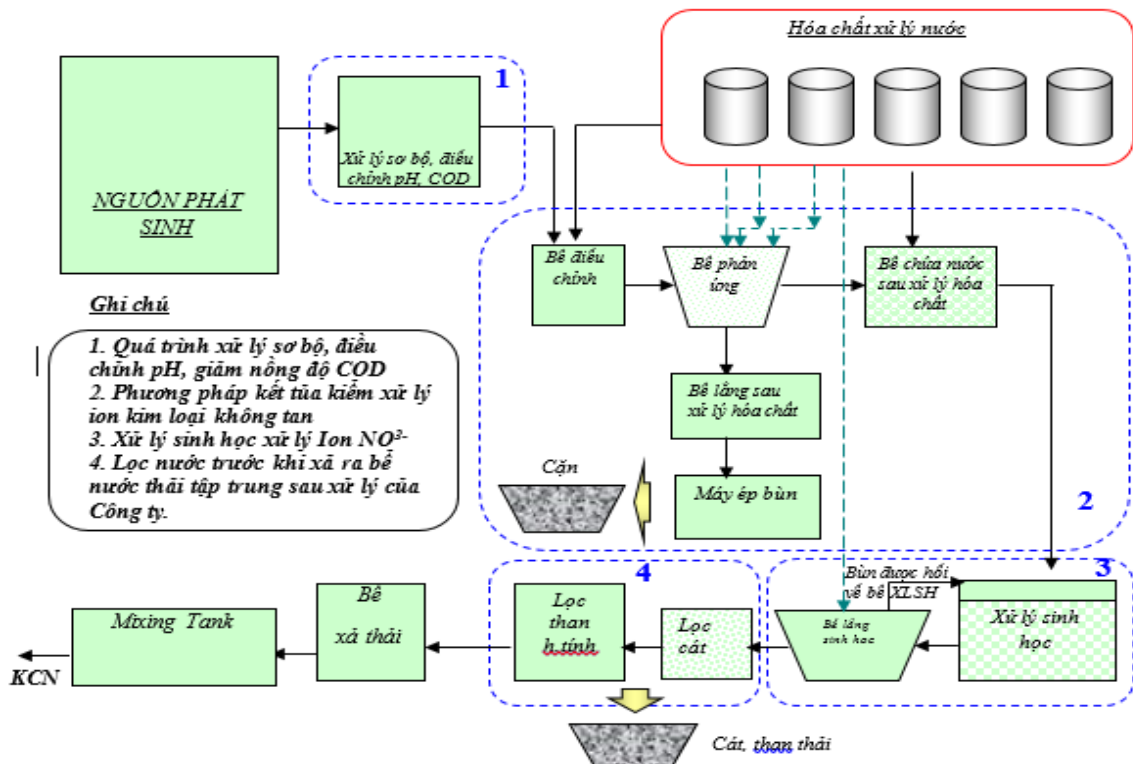 Hóa chất xử lý nước
1
Xử lý sơ bộ, điều
chỉnh pH, COD
NGUỒN PHÁT
SINH
Bể điều
chỉnh
Bể phản
ứng
Bể chứa nước
sau xử lý hóa
chất
Ghi chú
1. Quá trình xử lý sơ bộ, điều
chỉnh pH, giảm nồng độ COD
2. Phương pháp kết tủa kiềm xử lý
ion kim loại không tan
3. Xử lý sinh học xử lý Ion NO³⁻
4. Lọc nước trước khi xả ra bể
nước thải tập trung sau xử lý của
Công ty.
Bể lắng sau
xử lý hóa chất
Cặn
Máy ép bùn
2
4
Bùn được hồi
về bể XLSH
3
Mixing Tank
Bể
xả thải
Lọc
than
h.tính
Lọc
cát
Bể lắng
sinh học
Xử lý sinh
học
KCN
Cát, than thải